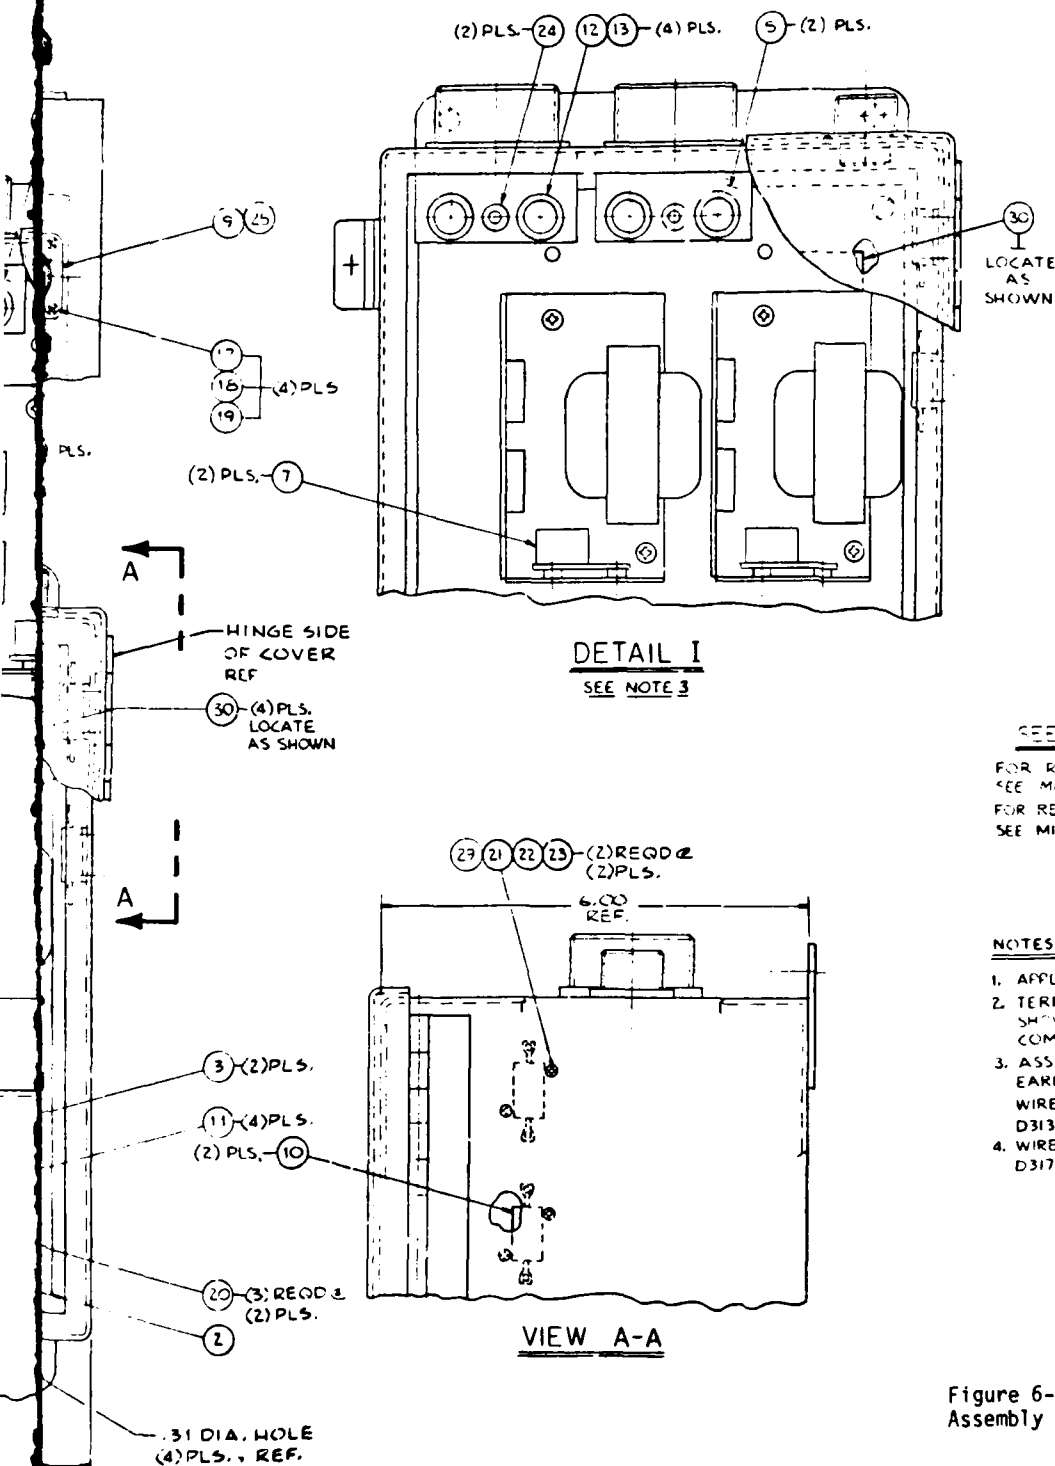 (2) PLS. 24 12 13 (4) PLS. 5 (2) PLS.
9 25
30
LOCATE
AS
SHOWN
17
18 (4) PLS
19
PLS.
(2) PLS. 7
A
HINGE SIDE
OF COVER
REF
30 (4) PLS.
LOCATE
AS SHOWN
DETAIL I
SEE NOTE 3
SEE
FOR R
SEE M
FOR RE
SEE MI
A
27 21 22 23 (2) REQD @
(2) PLS.
6.00
REF.
NOTES
1. APPL
2. TERI
SHOW
COM
3. ASS
EAR
WIRE
D313
4. WIRE
D317
3 (2) PLS.
11 (4) PLS.
(2) PLS. 10
20 (3) REQD @
(2) PLS.
2
VIEW A-A
.31 DIA. HOLE
(4) PLS., REF.
Figure 6-
Assembly